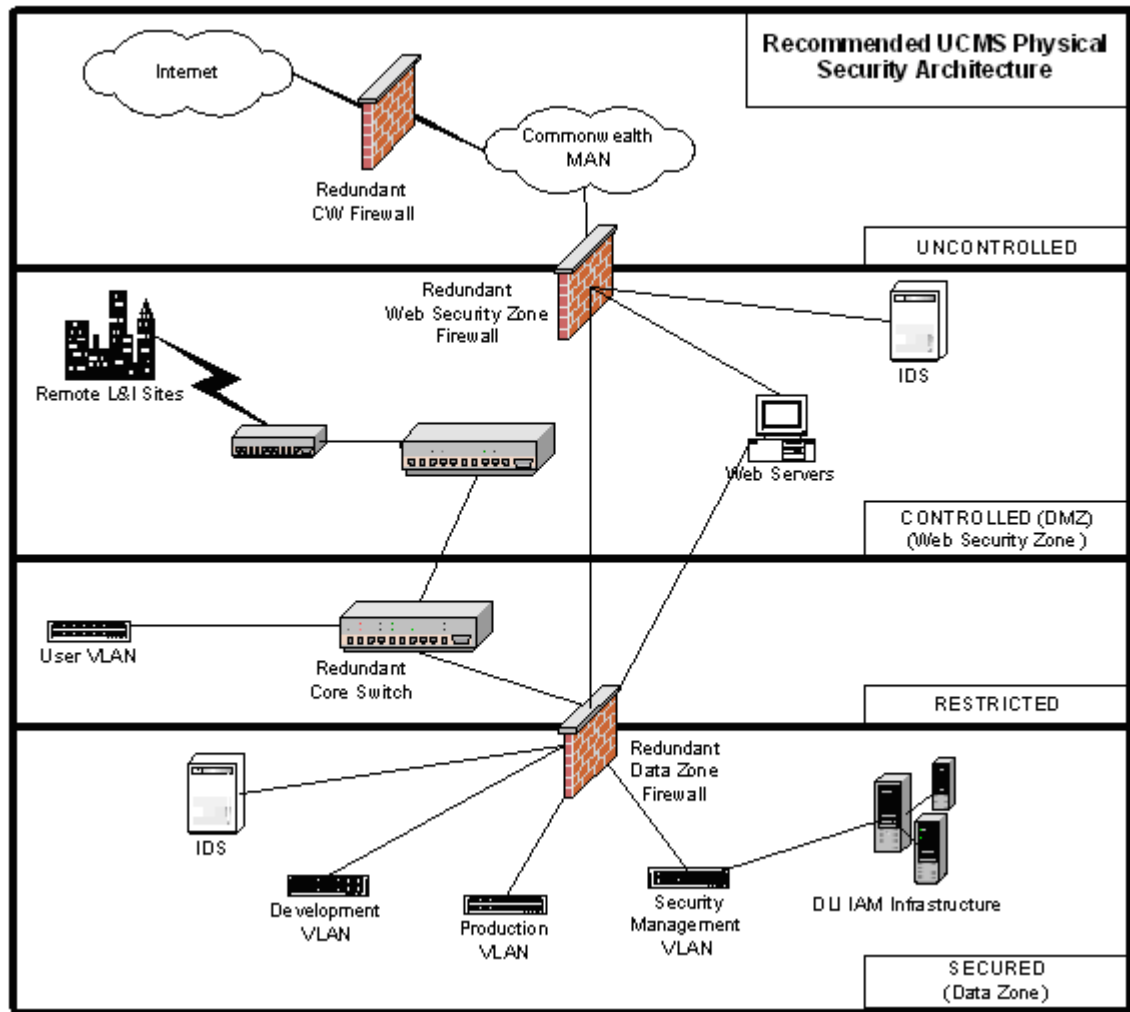 Recommended UCMS Physical
Security Architecture
Internet
Commonwealth
MAN
Redundant
CW Firewall
UNCONTROLLED
Redundant
Web Security Zone
Firewall
Remote L&I Sites
IDS
Web Servers
CONTROLLED (DMZ)
(Web Security Zone)
User VLAN
Redundant
Core Switch
RESTRICTED
Redundant
Data Zone
Firewall
IDS
Development
VLAN
Production
VLAN
Security
Management
VLAN
DLI IAM Infrastructure
SECURED
(Data Zone)